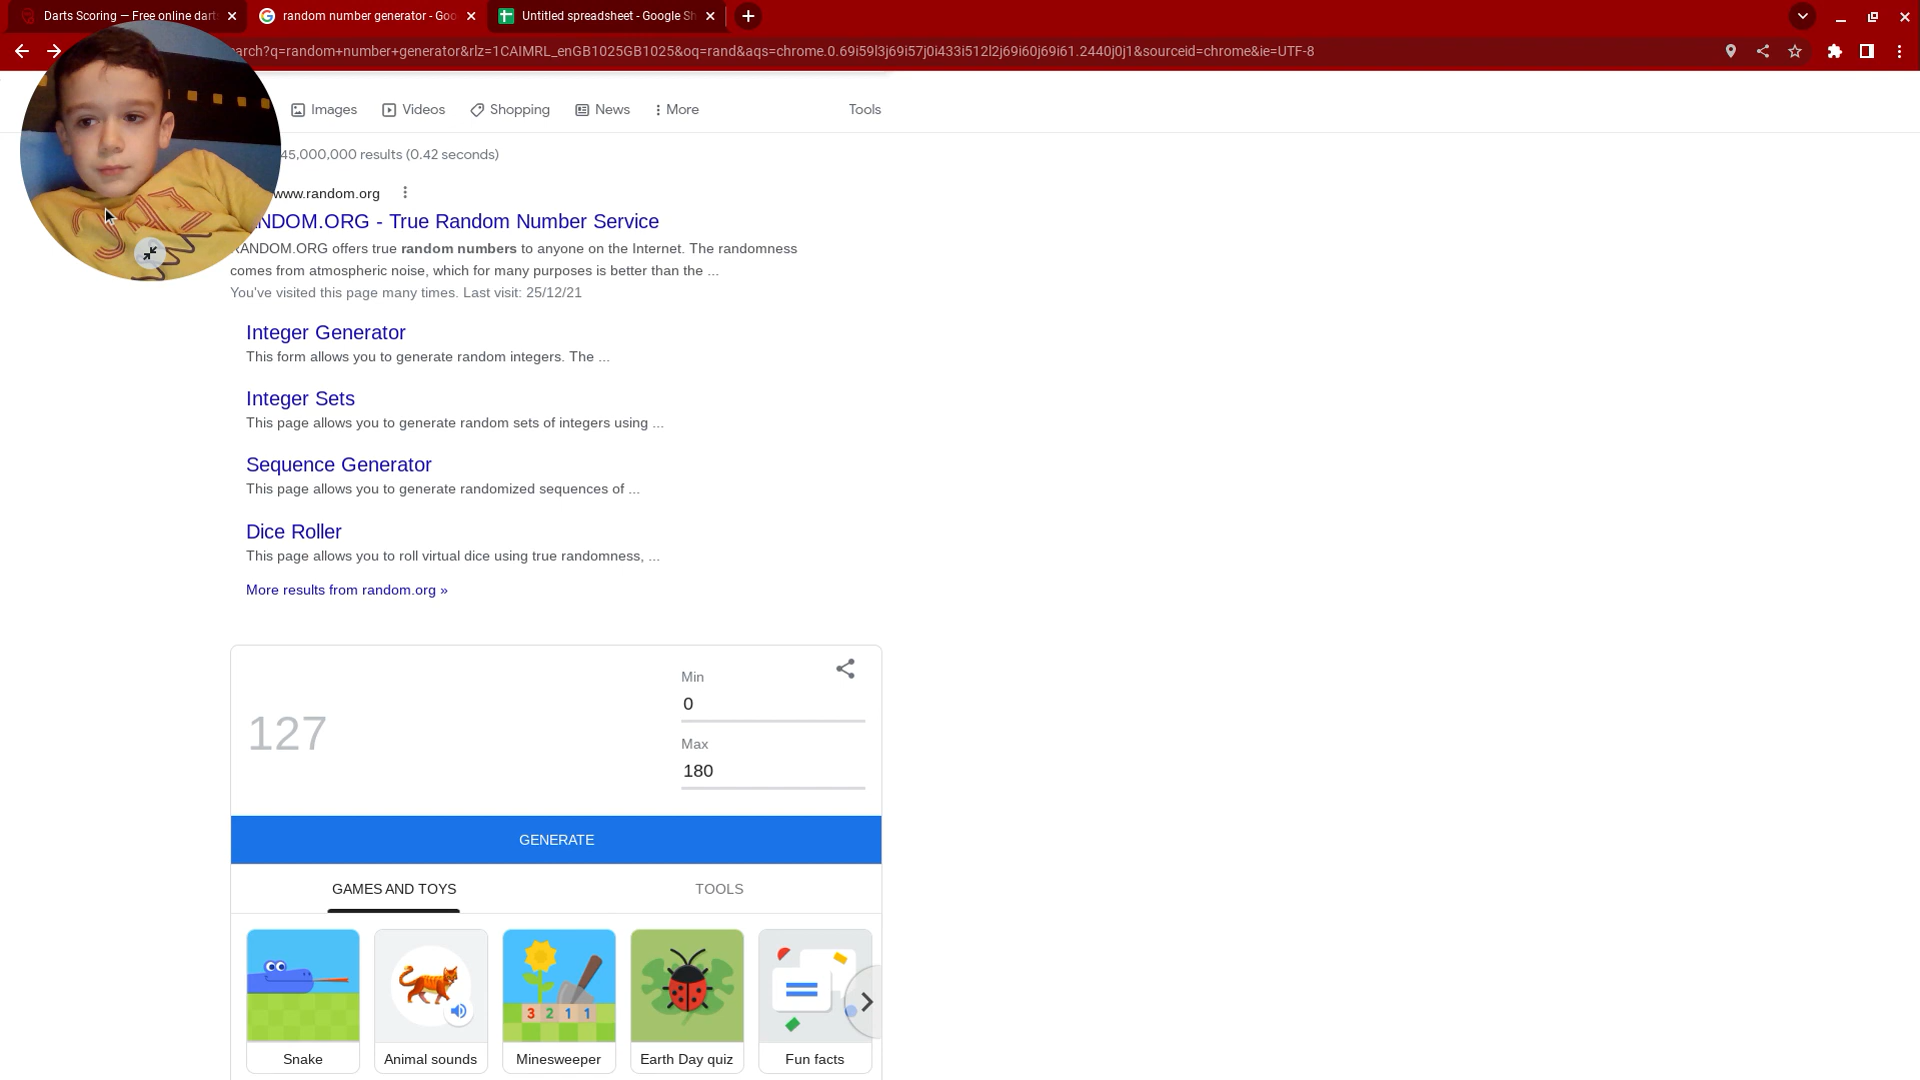 Darts Scoring — Free online darts
random number generator - Goo
Untitled spreadsheet - Google Sh
arch?q=random+number+generator&rlz=1CAIMRL_enGB1025GB1025&oq=rand&aqs=chrome.0.69i59l3j69i57j0i433i512l2j69i60j69i61.2440j0j1&sourceid=chrome&ie=UTF-8
Images Videos Shopping News More Tools
45,000,000 results (0.42 seconds)
www.random.org
NDOM.ORG - True Random Number Service
RANDOM.ORG offers true random numbers to anyone on the Internet. The randomness
comes from atmospheric noise, which for many purposes is better than the ...
You've visited this page many times. Last visit: 25/12/21
Integer Generator
This form allows you to generate random integers. The ...
Integer Sets
This page allows you to generate random sets of integers using ...
Sequence Generator
This page allows you to generate randomized sequences of ...
Dice Roller
This page allows you to roll virtual dice using true randomness, ...
More results from random.org »
Min
0
127
Max
180
GENERATE
GAMES AND TOYS TOOLS
3 2 1 1
Snake Animal sounds Minesweeper Earth Day quiz Fun facts